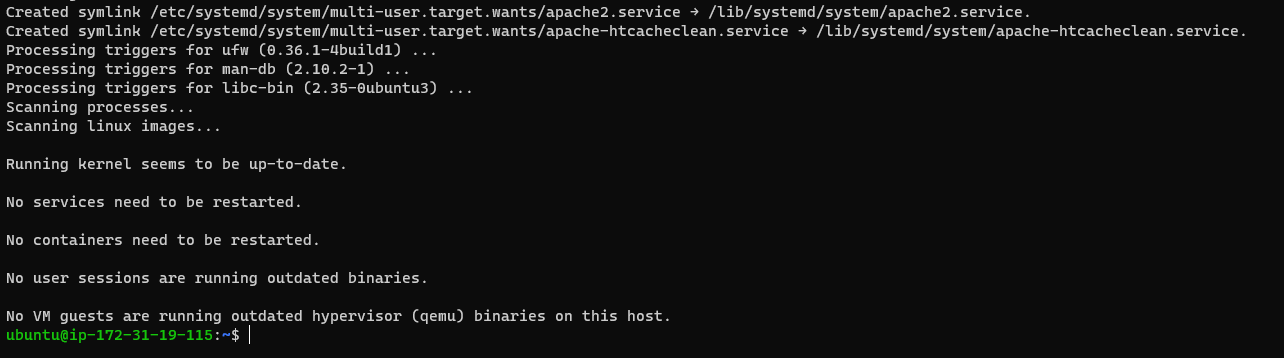 Created symlink /etc/systemd/system/multi-user.target.wants/apache2.service → /lib/systemd/system/apache2.service.
Created symlink /etc/systemd/system/multi-user.target.wants/apache-htcacheclean.service → /lib/systemd/system/apache-htcacheclean.service.
Processing triggers for ufw (0.36.1-4build1) ...
Processing triggers for man-db (2.10.2-1) ...
Processing triggers for libc-bin (2.35-0ubuntu3) ...
Scanning processes...
Scanning linux images...
Running kernel seems to be up-to-date.
No services need to be restarted.
No containers need to be restarted.
No user sessions are running outdated binaries.
No VM guests are running outdated hypervisor (qemu) binaries on this host.
ubuntu@ip-172-31-19-115:~$